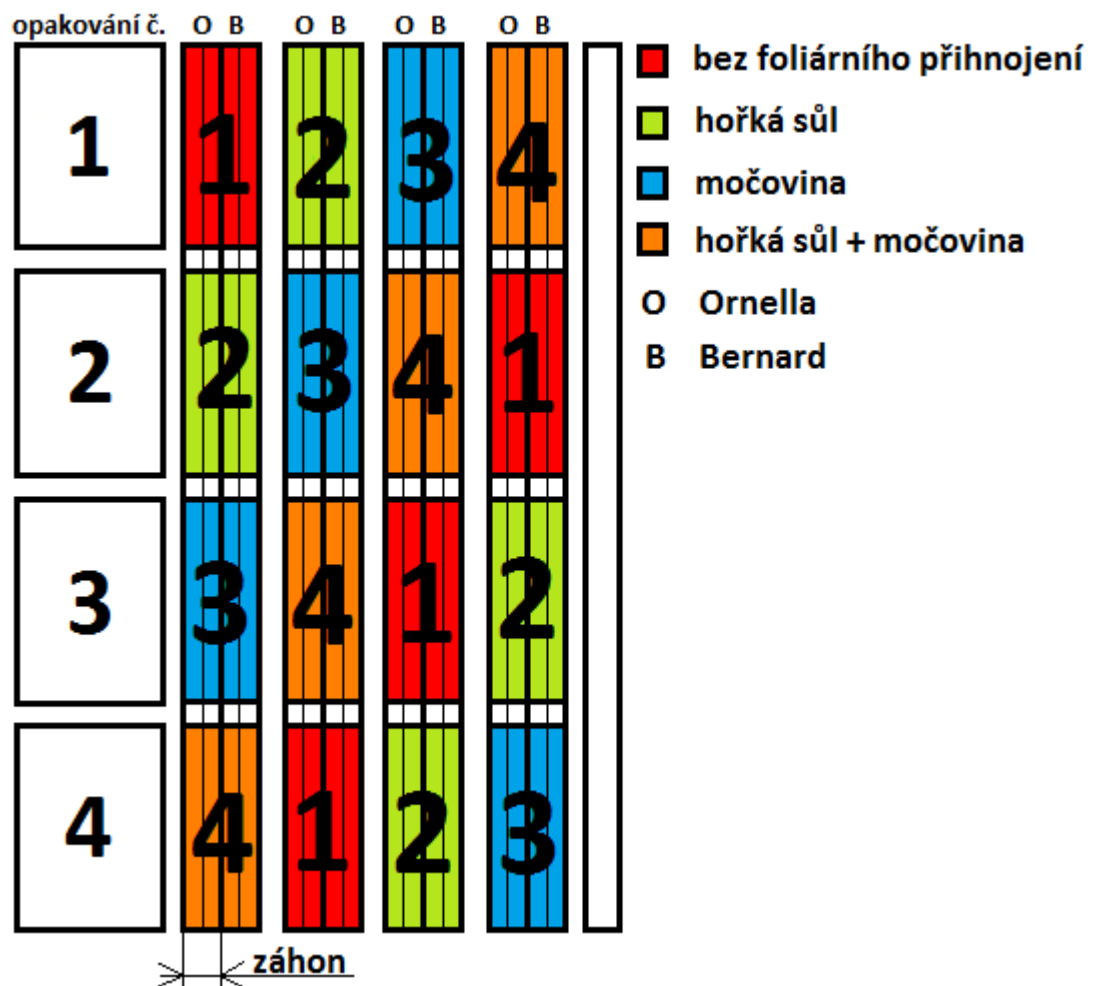 opakování č. O B O B O B O B
bez foliárního přihnojení
hořká sůl
močovina
hořká sůl + močovina
O Ornella
B Bernard
1 1 2 3 4
2 2 3 4 1
3 3 4 1 2
4 4 1 2 3
záhon